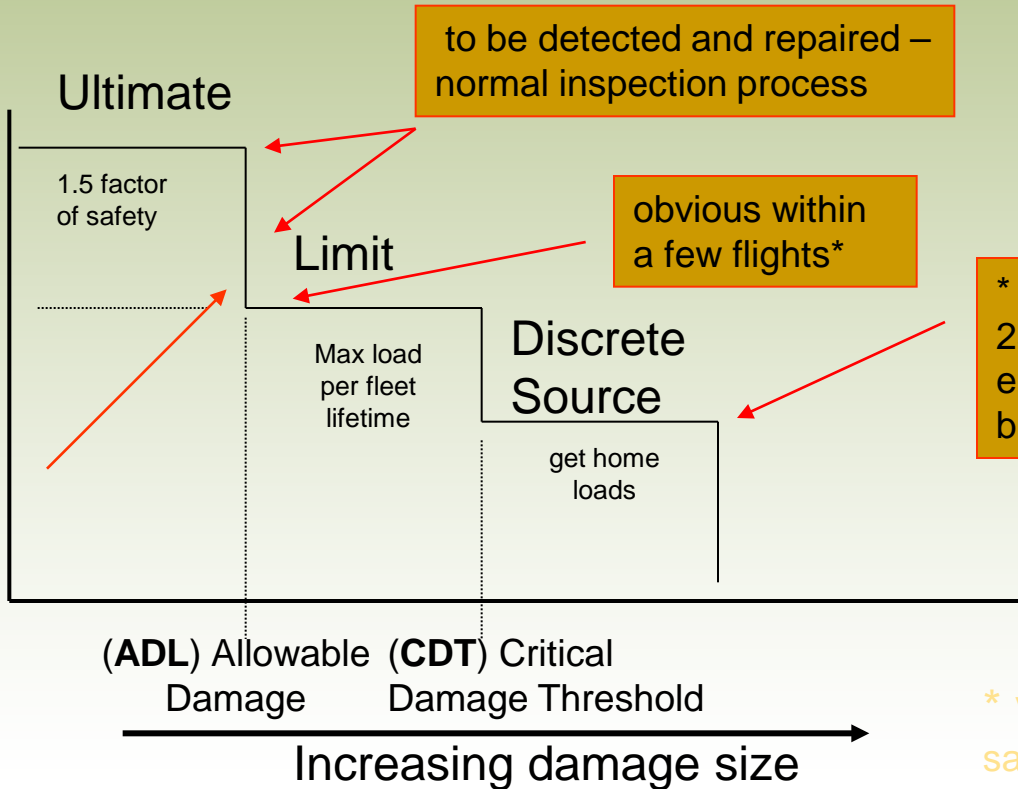 to be detected and repaired –
normal inspection process
Ultimate
1.5 factor
of safety
obvious within
a few flights*
Limit
*
2
e
b
Discrete
Source
Max load
per fleet
lifetime
get home
loads
(ADL) Allowable
Damage
(CDT) Critical
Damage Threshold
*
sa
Increasing damage size